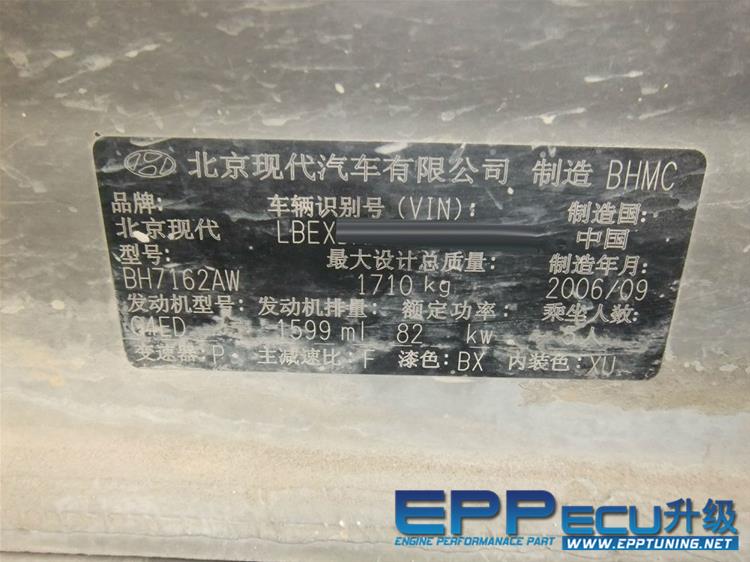 北京现代汽车有限公司 制造 BHMC
品牌: 车辆识别号(VIN): 制造国:
北京现代 LBEX 中国
型号: 最大设计总质量: 制造年月:
BH7162AW 1710 kg 2006/09
发动机型号: 发动机排量: 额定功率: 乘坐人数:
G4ED 1599 ml 82 kw 5人
变速器:P 主减速比:F 漆色:BX 内装色:XU
EPP ECU升级
ENGINE PERFORMANACE PART
WWW.EPPTUNING.NET